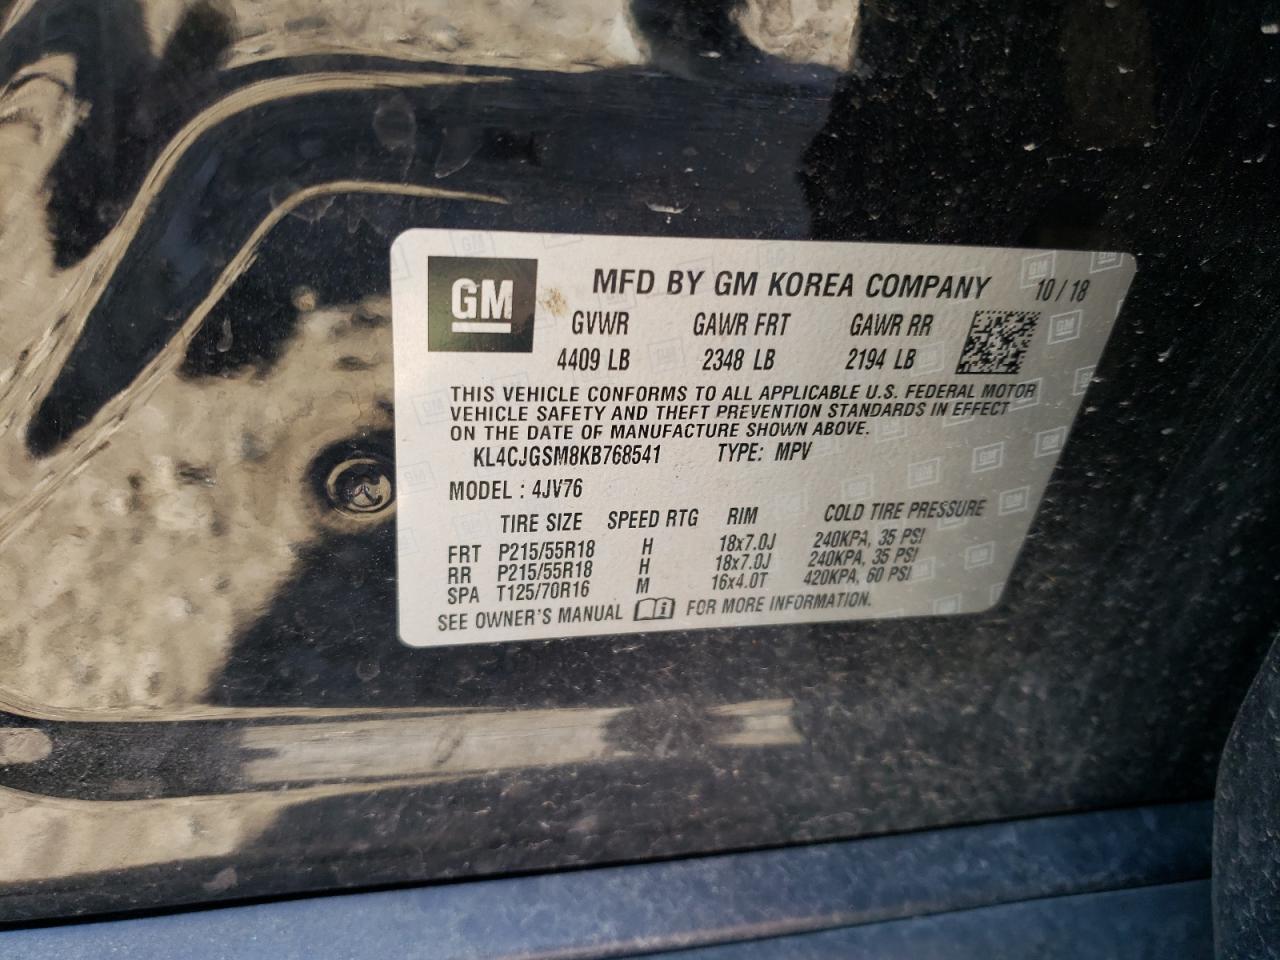 GM MFD BY GM KOREA COMPANY 10 / 18
GVWR GAWR FRT GAWR RR
4409 LB 2348 LB 2194 LB
THIS VEHICLE CONFORMS TO ALL APPLICABLE U.S. FEDERAL MOTOR
VEHICLE SAFETY AND THEFT PREVENTION STANDARDS IN EFFECT
ON THE DATE OF MANUFACTURE SHOWN ABOVE.
KL4CJGSM8KB768541 TYPE: MPV
MODEL : 4JV76
TIRE SIZE SPEED RTG RIM COLD TIRE PRESSURE
FRT P215/55R18 H 18x7.0J 240KPA, 35 PSI
RR P215/55R18 H 18x7.0J 240KPA, 35 PSI
SPA T125/70R16 M 16x4.0T 420KPA, 60 PSI
SEE OWNER'S MANUAL FOR MORE INFORMATION.